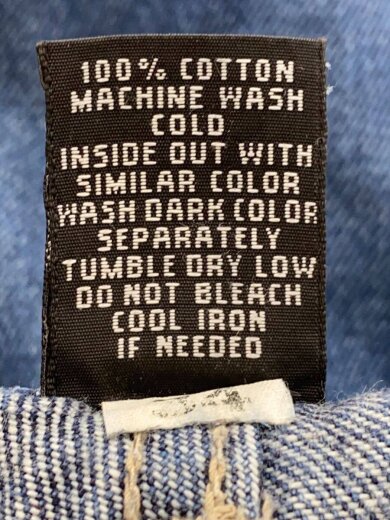 100% COTTON
MACHINE WASH
COLD
INSIDE OUT WITH
SIMILAR COLOR
WASH DARK COLOR
SEPARATELY
TUMBLE DRY LOW
DO NOT BLEACH
COOL IRON
IF NEEDED